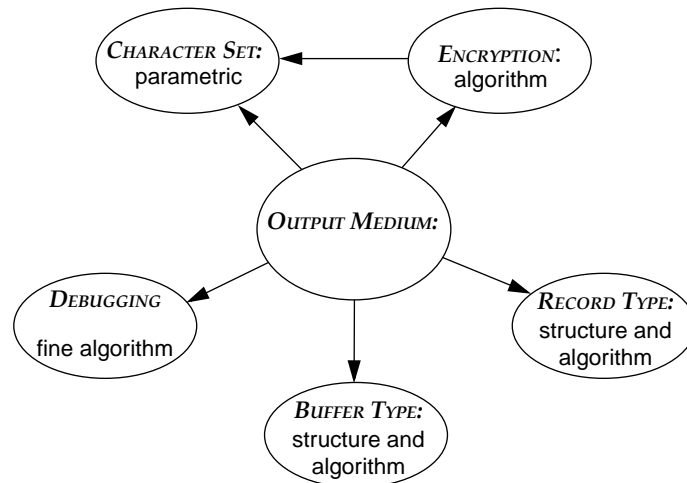 CHARACTER SET:
parametric
ENCRYPTION:
algorithm
OUTPUT MEDIUM:
DEBUGGING
fine algorithm
RECORD TYPE:
structure and
algorithm
BUFFER TYPE:
structure and
algorithm